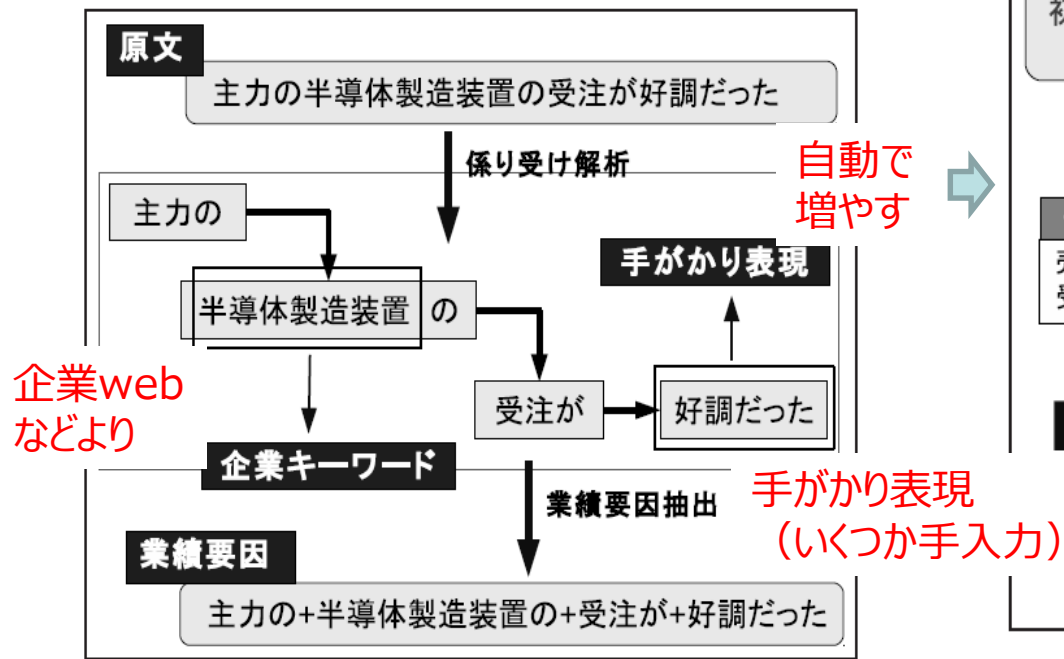 原文
主力の半導体製造装置の受注が好調だった
係り受け解析
自動で
増やす
主力の
手がかり表現
半導体製造装置 の
企業web
などより
受注が
好調だった
企業キーワード
業績要因抽出
手がかり表現
（いくつか手入力）
業績要因
主力の+半導体製造装置の+受注が+好調だった